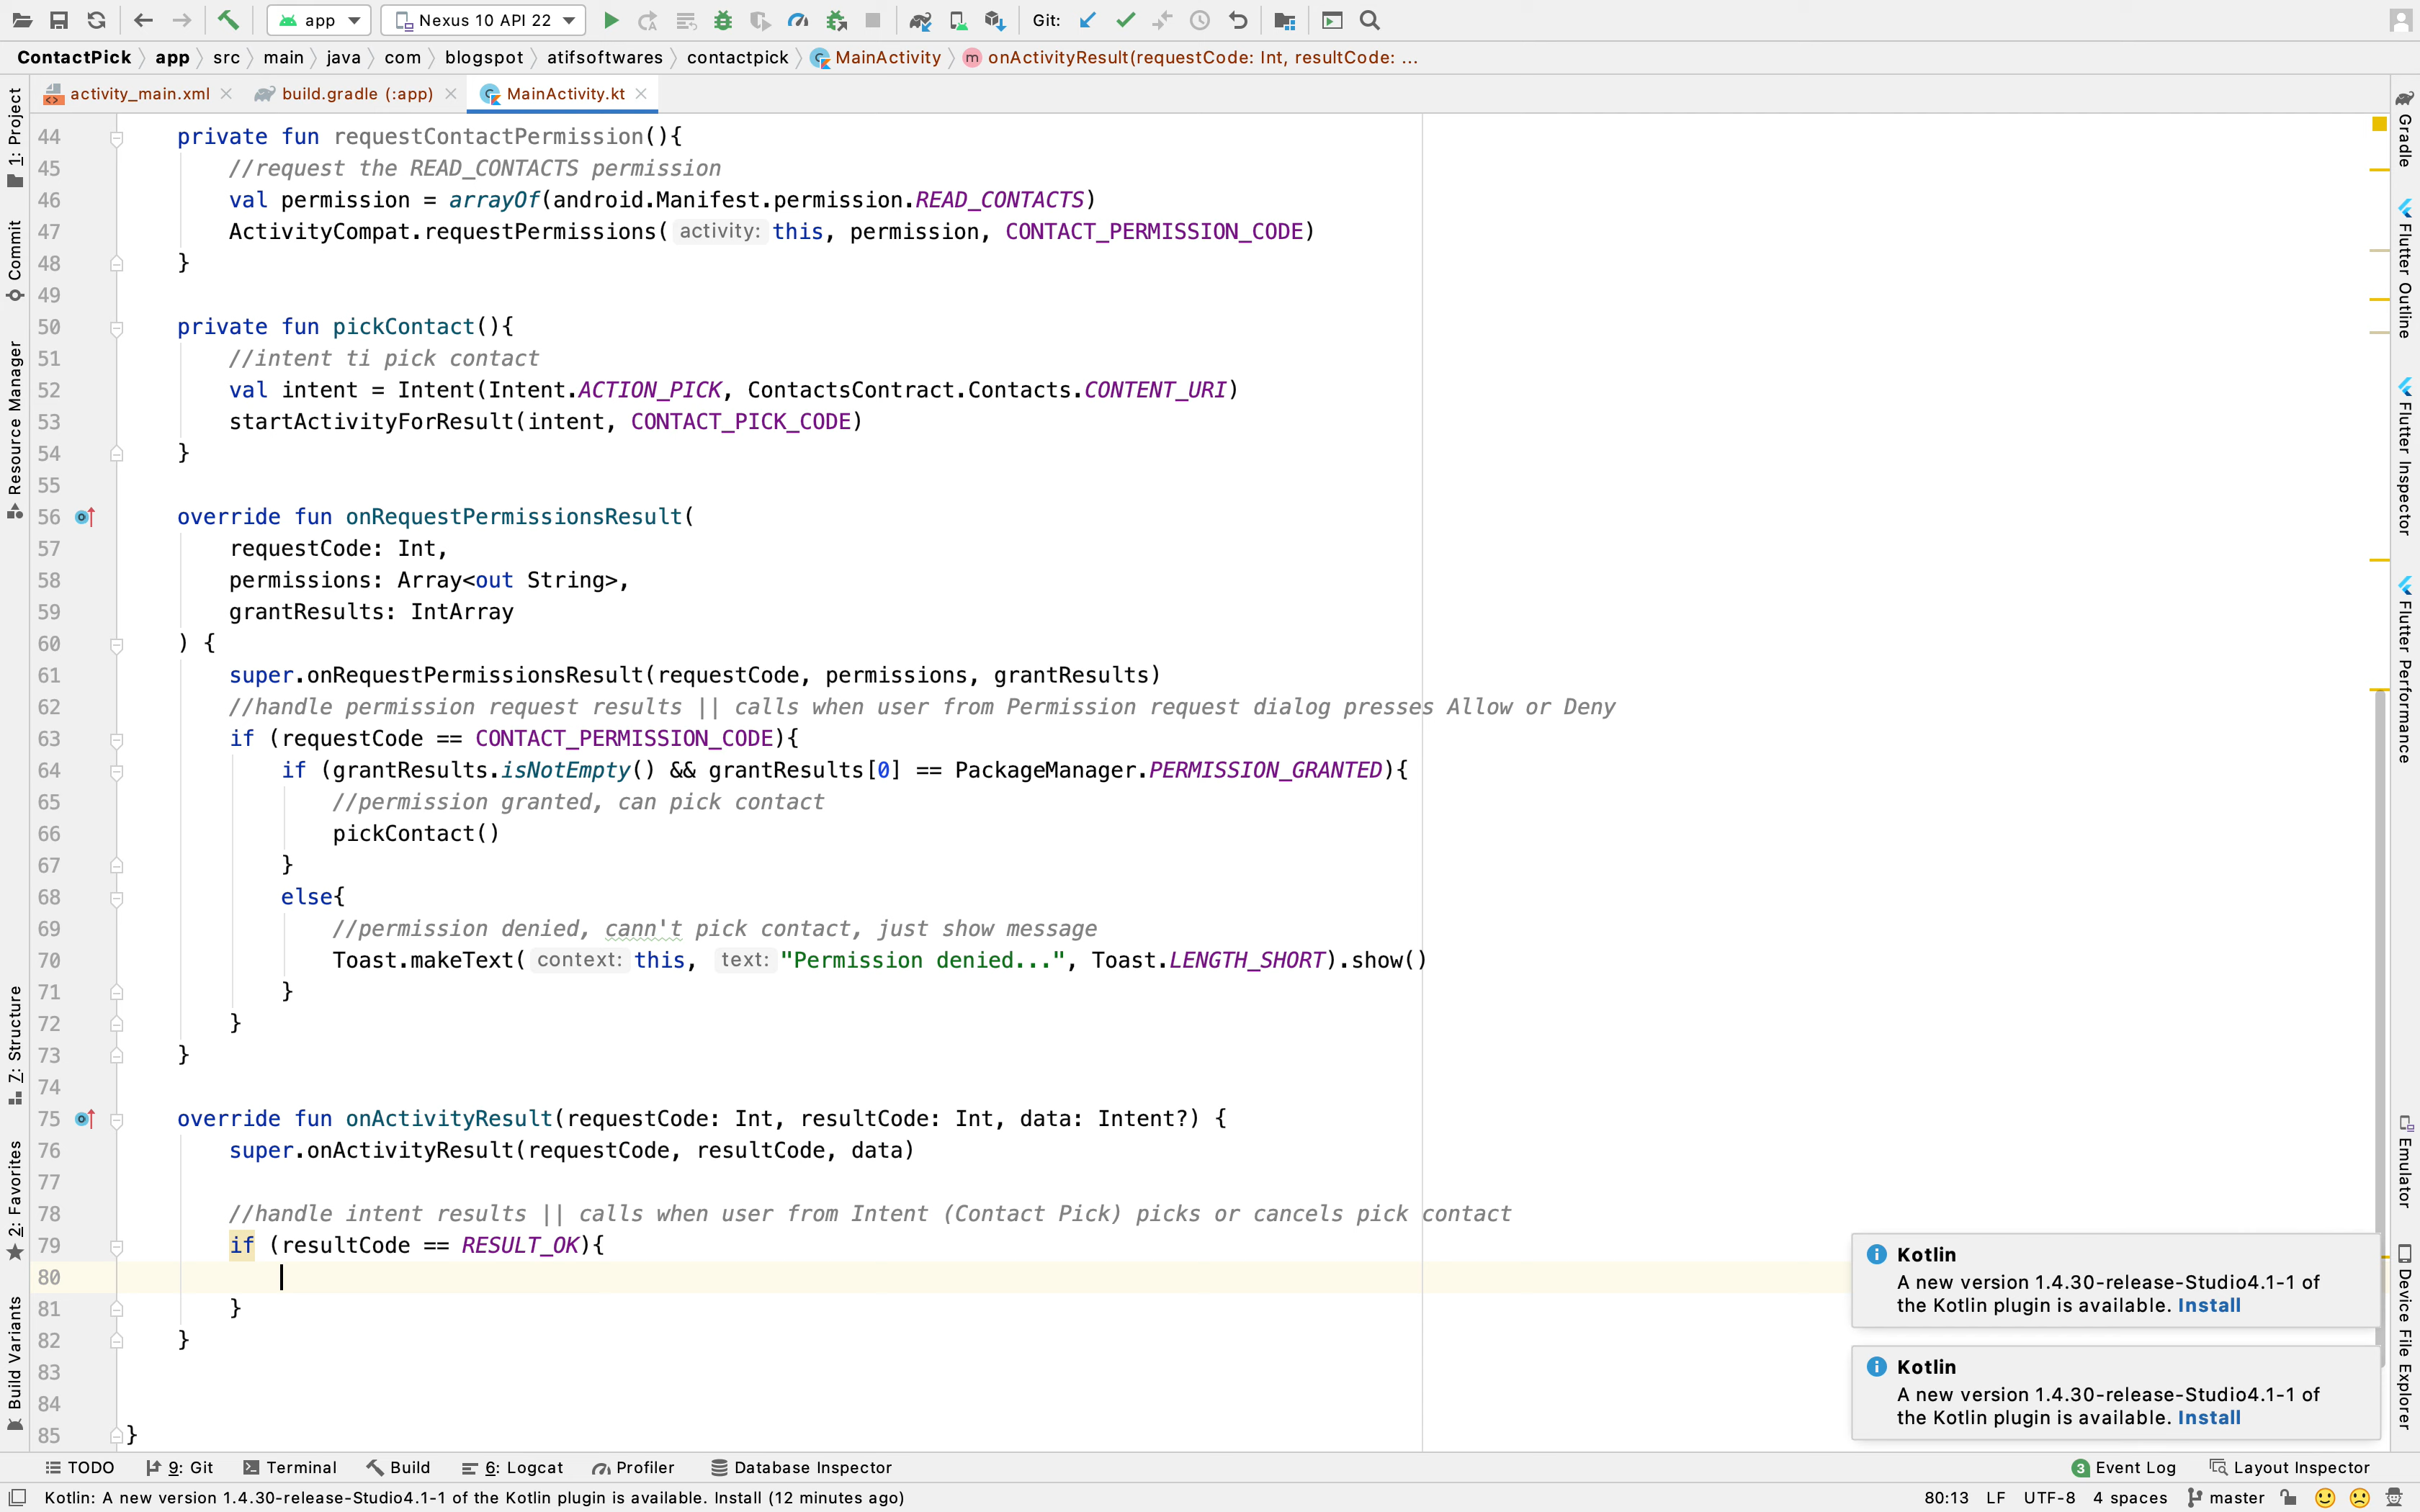 app
Nexus 10 API 22
Git:
ContactPick
app
src
main
java
com
blogspot
atifsoftwares
contactpick
MainActivity
onActivityResult(requestCode: Int, resultCode: ...
activity_main.xml
build.gradle (:app)
MainActivity.kt
1: Project
Commit
Resource Manager
7: Structure
2: Favorites
Build Variants
44 private fun requestContactPermission(){
45 //request the READ_CONTACTS permission
46 val permission = arrayOf(android.Manifest.permission.READ_CONTACTS)
47 ActivityCompat.requestPermissions( activity: this, permission, CONTACT_PERMISSION_CODE)
48 }
49
50 private fun pickContact(){
51 //intent ti pick contact
52 val intent = Intent(Intent.ACTION_PICK, ContactsContract.Contacts.CONTENT_URI)
53 startActivityForResult(intent, CONTACT_PICK_CODE)
54 }
55
56 override fun onRequestPermissionsResult(
57 requestCode: Int,
58 permissions: Array<out String>,
59 grantResults: IntArray
60 ) {
61 super.onRequestPermissionsResult(requestCode, permissions, grantResults)
62 //handle permission request results || calls when user from Permission request dialog presses Allow or Deny
63 if (requestCode == CONTACT_PERMISSION_CODE){
64 if (grantResults.isNotEmpty() && grantResults[0] == PackageManager.PERMISSION_GRANTED){
65 //permission granted, can pick contact
66 pickContact()
67 }
68 else{
69 //permission denied, cann't pick contact, just show message
70 Toast.makeText( context: this, text: "Permission denied...", Toast.LENGTH_SHORT).show()
71 }
72 }
73 }
74
75 override fun onActivityResult(requestCode: Int, resultCode: Int, data: Intent?) {
76 super.onActivityResult(requestCode, resultCode, data)
77
78 //handle intent results || calls when user from Intent (Contact Pick) picks or cancels pick contact
79 if (resultCode == RESULT_OK){
80
81 }
82 }
83
84
85 }
Kotlin
A new version 1.4.30-release-Studio4.1-1 of
the Kotlin plugin is available. Install
Kotlin
A new version 1.4.30-release-Studio4.1-1 of
the Kotlin plugin is available. Install
Gradle
Flutter Outline
Flutter Inspector
Flutter Performance
Emulator
Device File Explorer
TODO
9: Git
Terminal
Build
6: Logcat
Profiler
Database Inspector
3 Event Log
Layout Inspector
Kotlin: A new version 1.4.30-release-Studio4.1-1 of the Kotlin plugin is available. Install (12 minutes ago)
80:13
LF
UTF-8
4 spaces
master